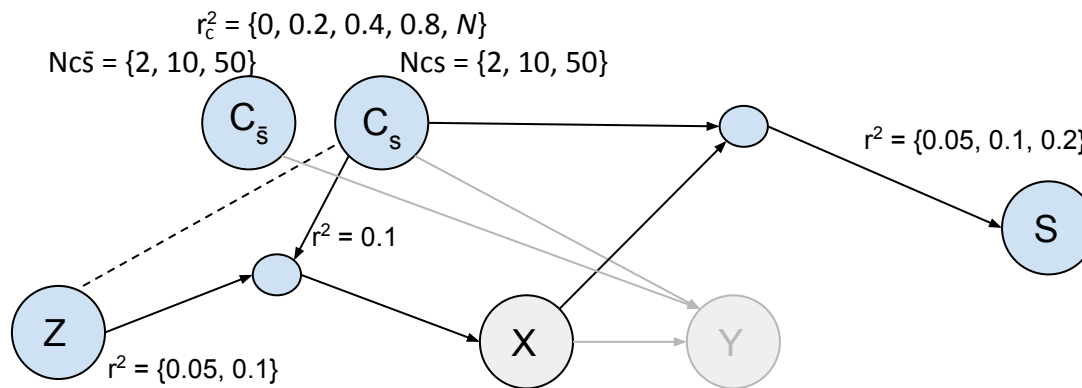 r²c = {0, 0.2, 0.4, 0.8, N}
Ncs̄ = {2, 10, 50}
Ncs = {2, 10, 50}
Cs̄
Cs
r² = {0.05, 0.1, 0.2}
S
r² = 0.1
Z
X
Y
r² = {0.05, 0.1}